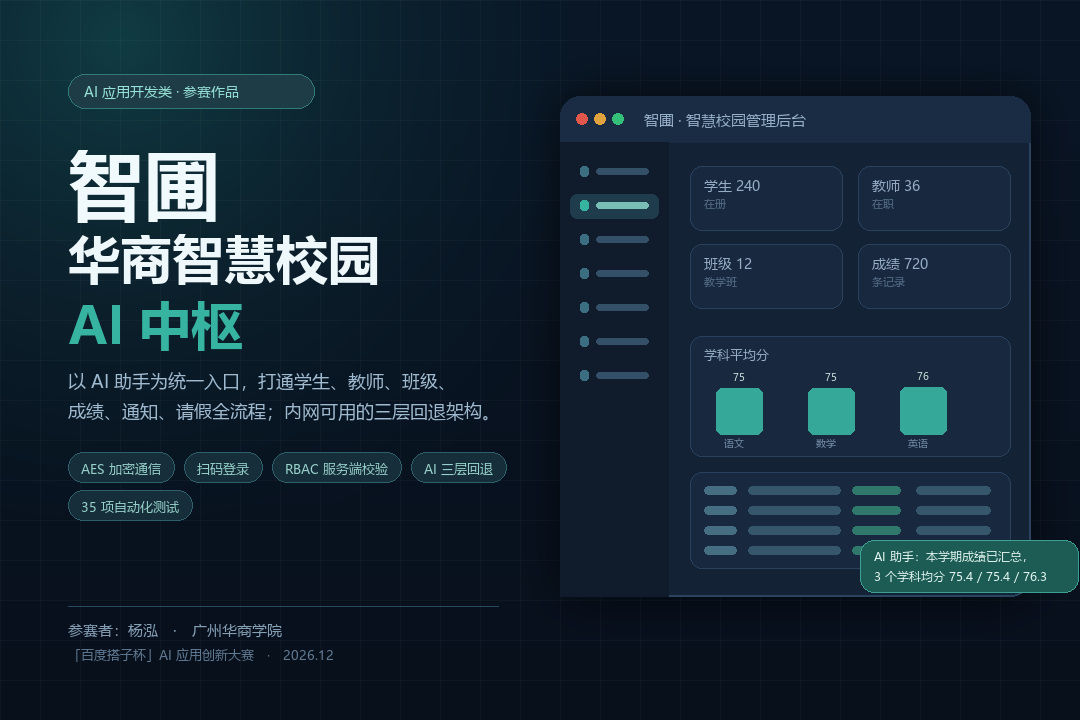 AI 应用开发类 · 参赛作品
智圃
华商智慧校园
AI 中枢
以 AI 助手为统一入口，打通学生、教师、班级、
成绩、通知、请假全流程；内网可用的三层回退架构。
AES 加密通信
扫码登录
RBAC 服务端校验
AI 三层回退
35 项自动化测试
参赛者：杨泓 · 广州华商学院
「百度搭子杯」AI 应用创新大赛 · 2026.12
智圃 · 智慧校园管理后台
学生 240
在册
教师 36
在职
班级 12
教学班
成绩 720
条记录
学科平均分
75
75
76
语文
数学
英语
AI 助手：本学期成绩已汇总，
3 个学科均分 75.4 / 75.4 / 76.3